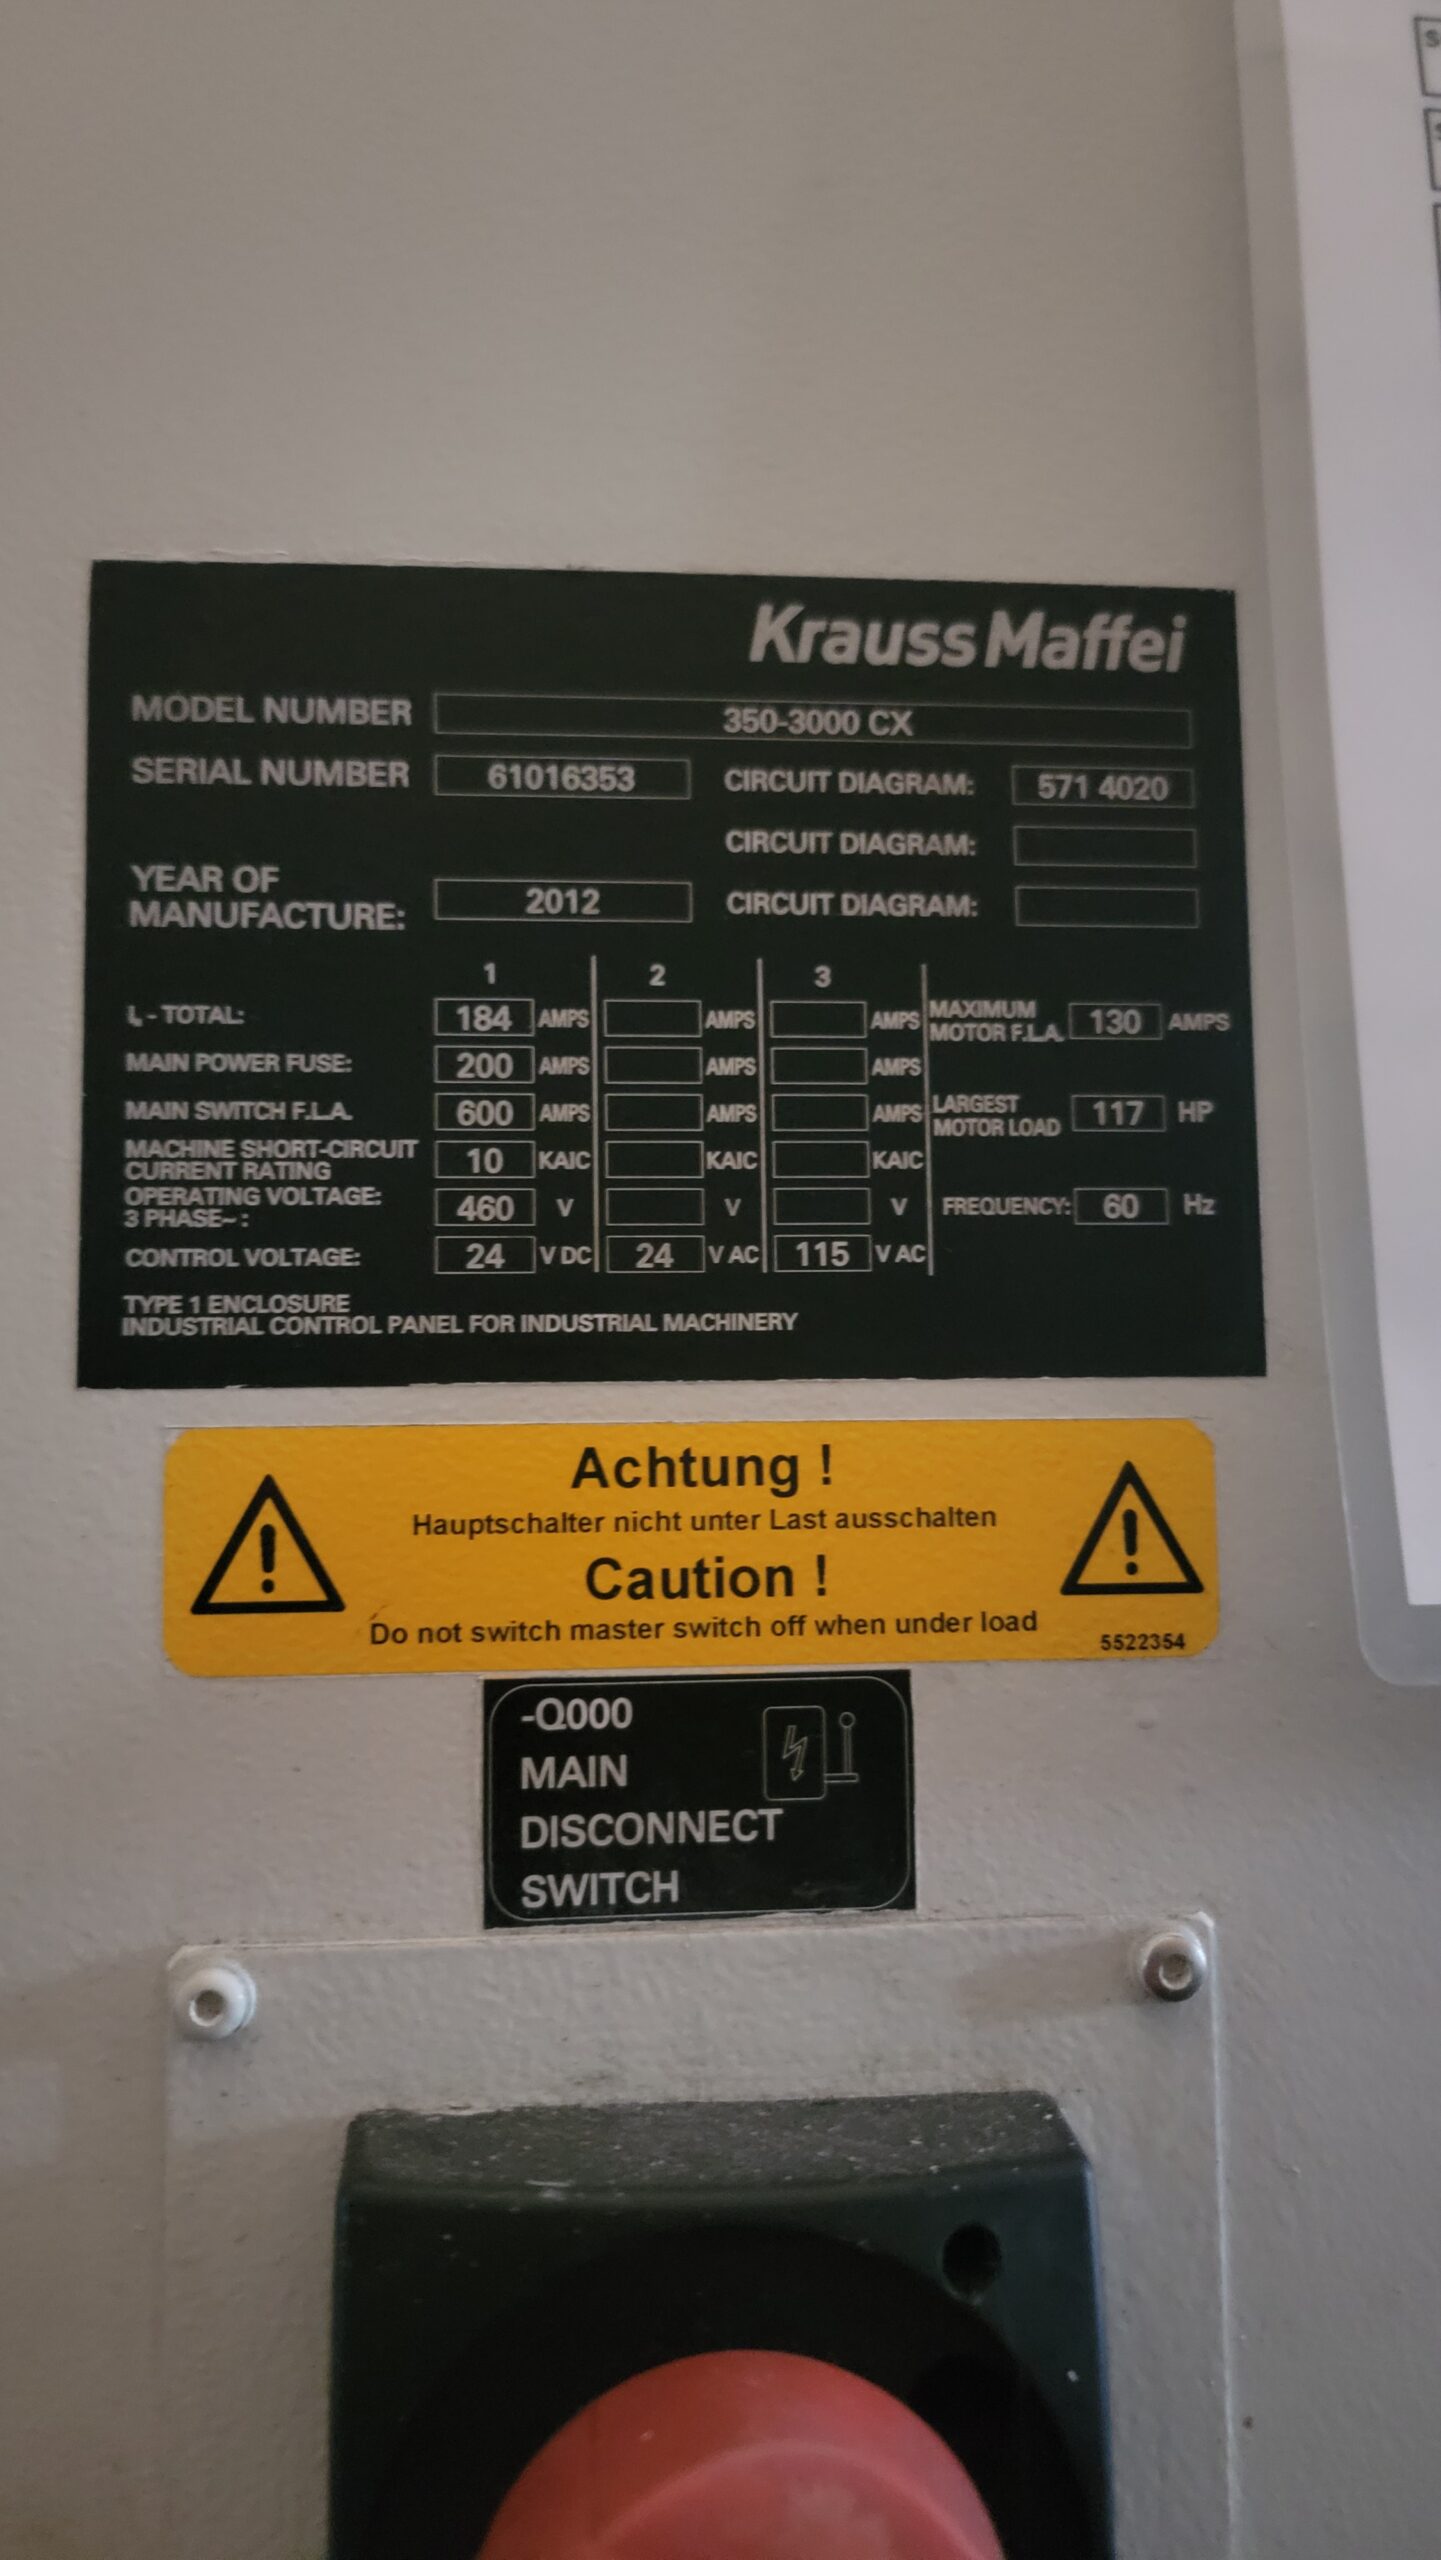 KraussMaffei
MODEL NUMBER 350-3000 CX
SERIAL NUMBER 61016353 CIRCUIT DIAGRAM: 571 4020
CIRCUIT DIAGRAM:
YEAR OF
MANUFACTURE: 2012 CIRCUIT DIAGRAM:
1 2 3
- TOTAL: 184 AMPS AMPS AMPS MAXIMUM MOTOR F.L.A. 130 AMPS
MAIN POWER FUSE: 200 AMPS AMPS AMPS
MAIN SWITCH F.L.A. 600 AMPS AMPS AMPS LARGEST MOTOR LOAD 117 HP
MACHINE SHORT-CIRCUIT
CURRENT RATING 10 KAIC KAIC KAIC
OPERATING VOLTAGE:
3 PHASE~: 460 V V V FREQUENCY: 60 Hz
CONTROL VOLTAGE: 24 V DC 24 V AC 115 V AC
TYPE 1 ENCLOSURE
INDUSTRIAL CONTROL PANEL FOR INDUSTRIAL MACHINERY
Achtung !
Hauptschalter nicht unter Last ausschalten
Caution !
Do not switch master switch off when under load
5522354
-Q000
MAIN
DISCONNECT
SWITCH